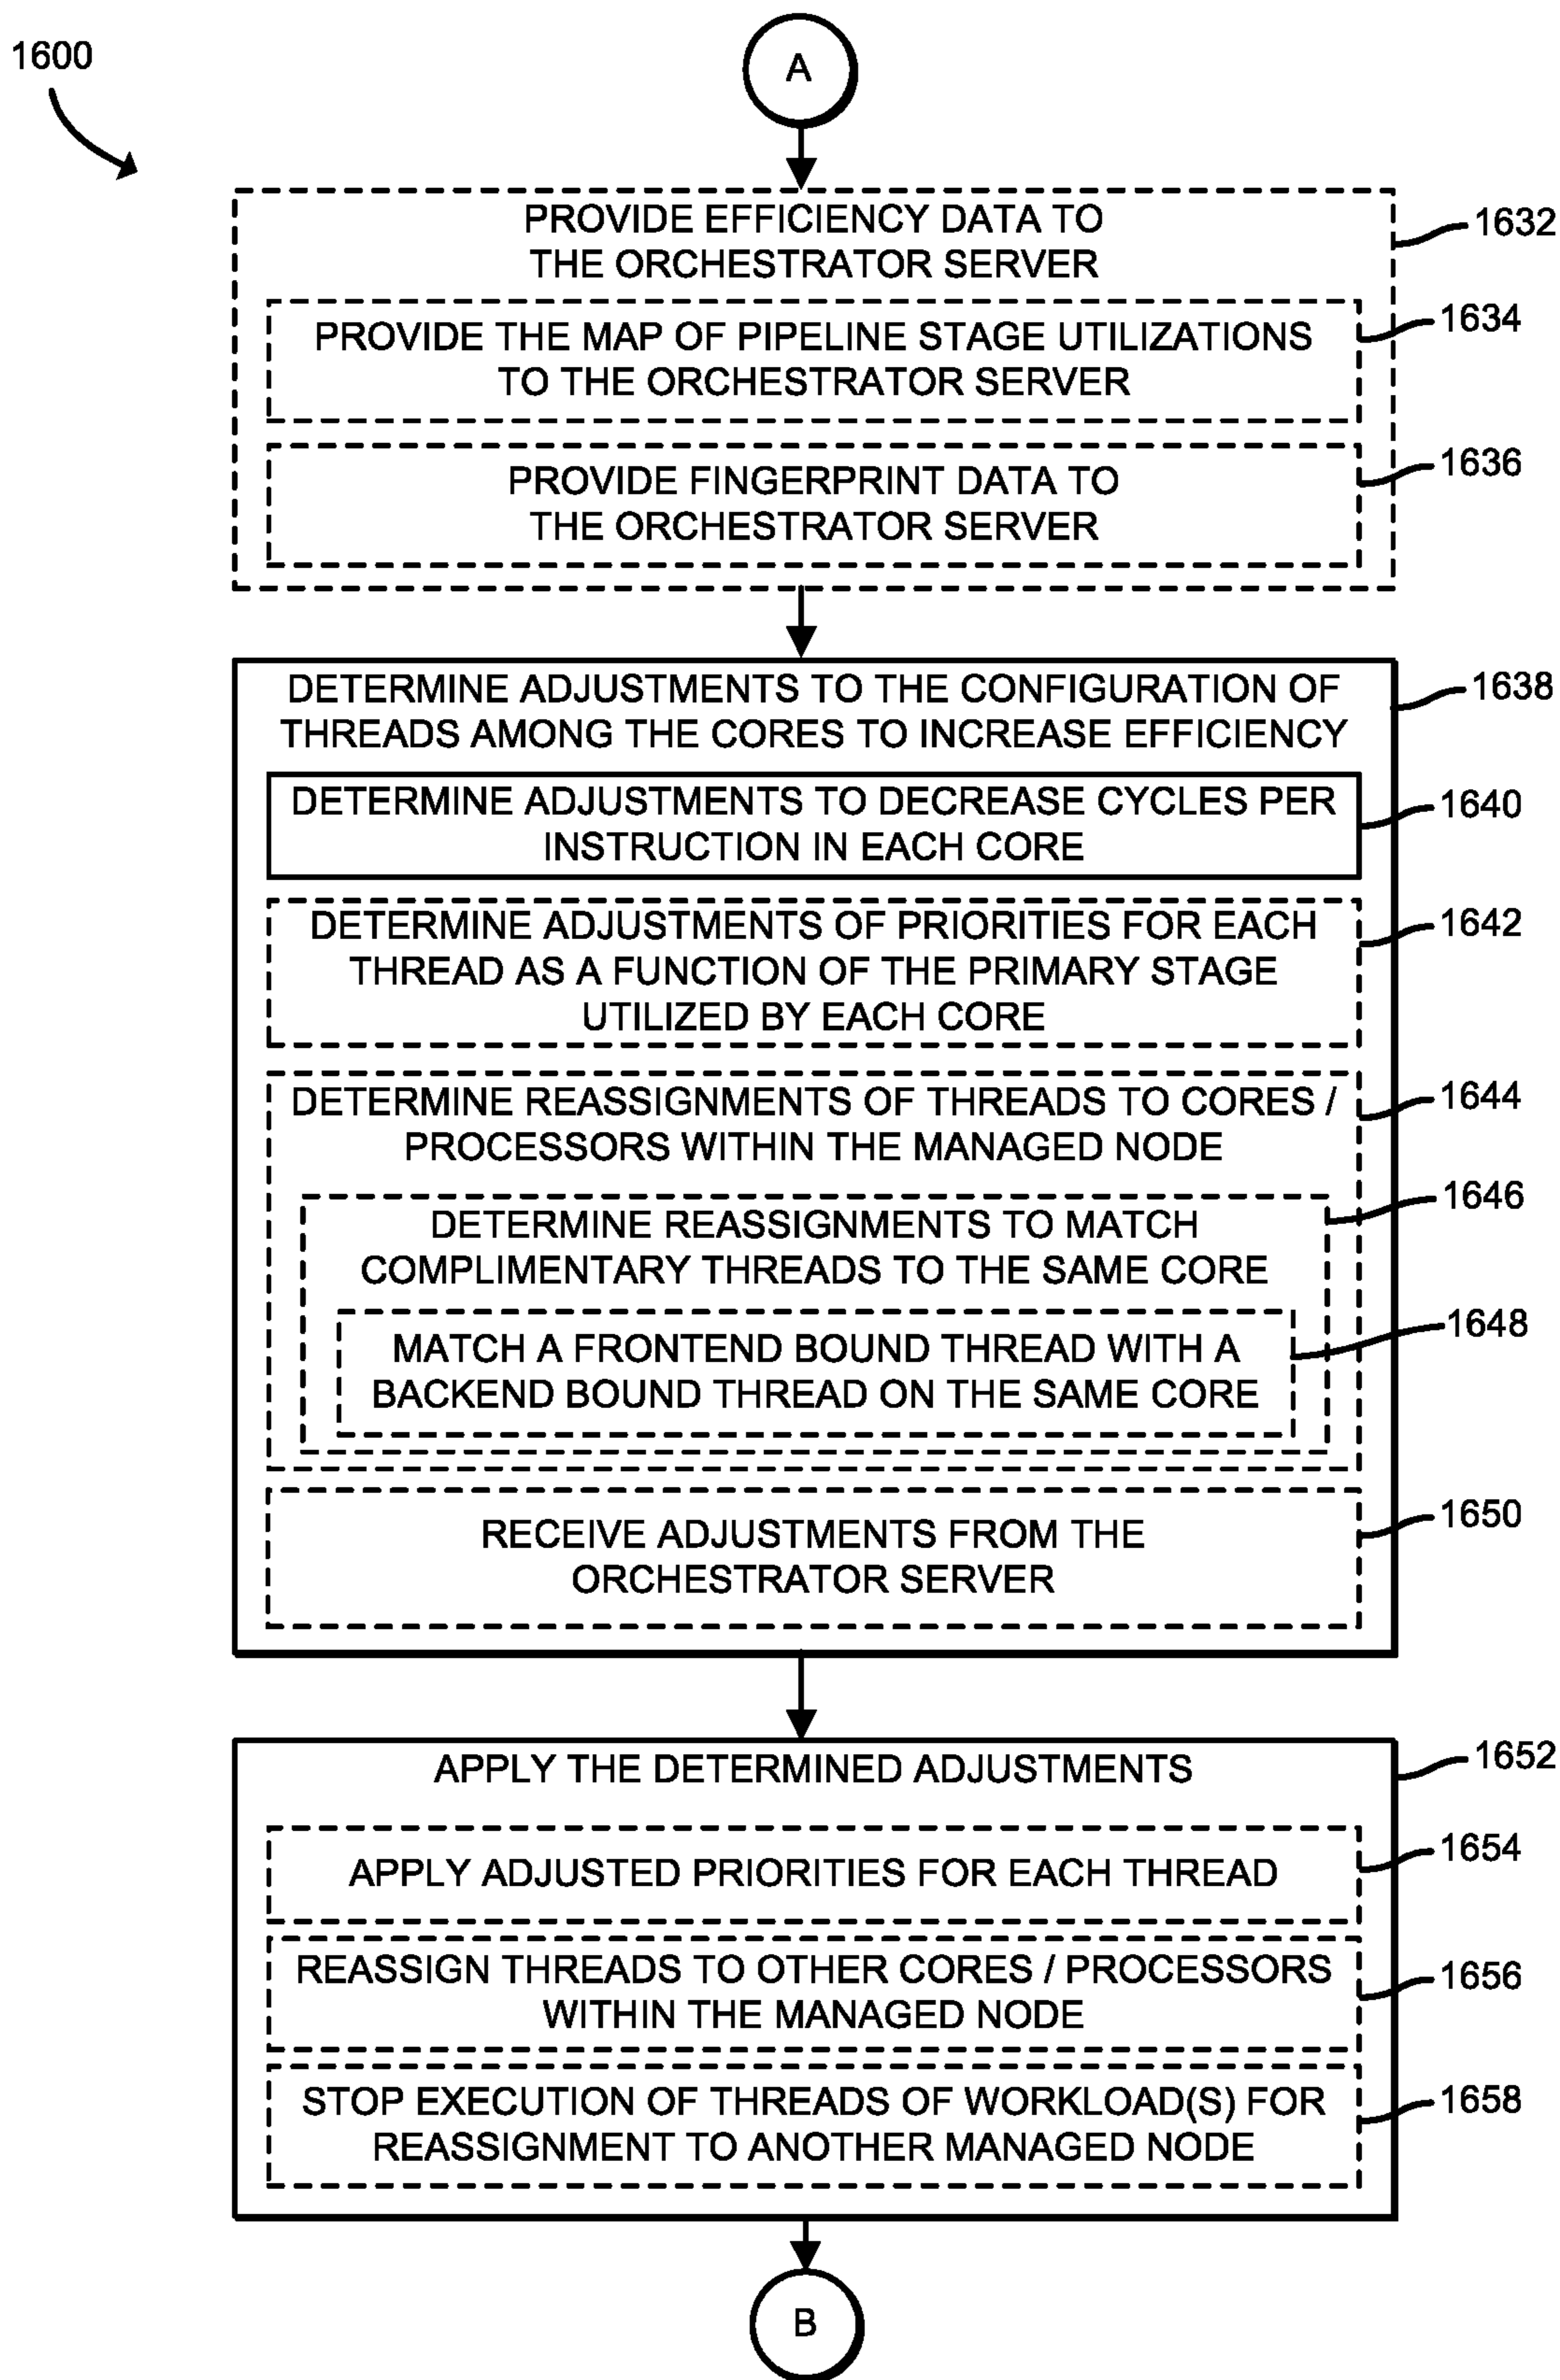 1600
A
PROVIDE EFFICIENCY DATA TO
THE ORCHESTRATOR SERVER
1632
PROVIDE THE MAP OF PIPELINE STAGE UTILIZATIONS
TO THE ORCHESTRATOR SERVER
1634
PROVIDE FINGERPRINT DATA TO
THE ORCHESTRATOR SERVER
1636
DETERMINE ADJUSTMENTS TO THE CONFIGURATION OF
THREADS AMONG THE CORES TO INCREASE EFFICIENCY
1638
DETERMINE ADJUSTMENTS TO DECREASE CYCLES PER
INSTRUCTION IN EACH CORE
1640
DETERMINE ADJUSTMENTS OF PRIORITIES FOR EACH
THREAD AS A FUNCTION OF THE PRIMARY STAGE
UTILIZED BY EACH CORE
1642
DETERMINE REASSIGNMENTS OF THREADS TO CORES /
PROCESSORS WITHIN THE MANAGED NODE
1644
DETERMINE REASSIGNMENTS TO MATCH
COMPLIMENTARY THREADS TO THE SAME CORE
1646
MATCH A FRONTEND BOUND THREAD WITH A
BACKEND BOUND THREAD ON THE SAME CORE
1648
RECEIVE ADJUSTMENTS FROM THE
ORCHESTRATOR SERVER
1650
APPLY THE DETERMINED ADJUSTMENTS
1652
APPLY ADJUSTED PRIORITIES FOR EACH THREAD
1654
REASSIGN THREADS TO OTHER CORES / PROCESSORS
WITHIN THE MANAGED NODE
1656
STOP EXECUTION OF THREADS OF WORKLOAD(S) FOR
REASSIGNMENT TO ANOTHER MANAGED NODE
1658
B